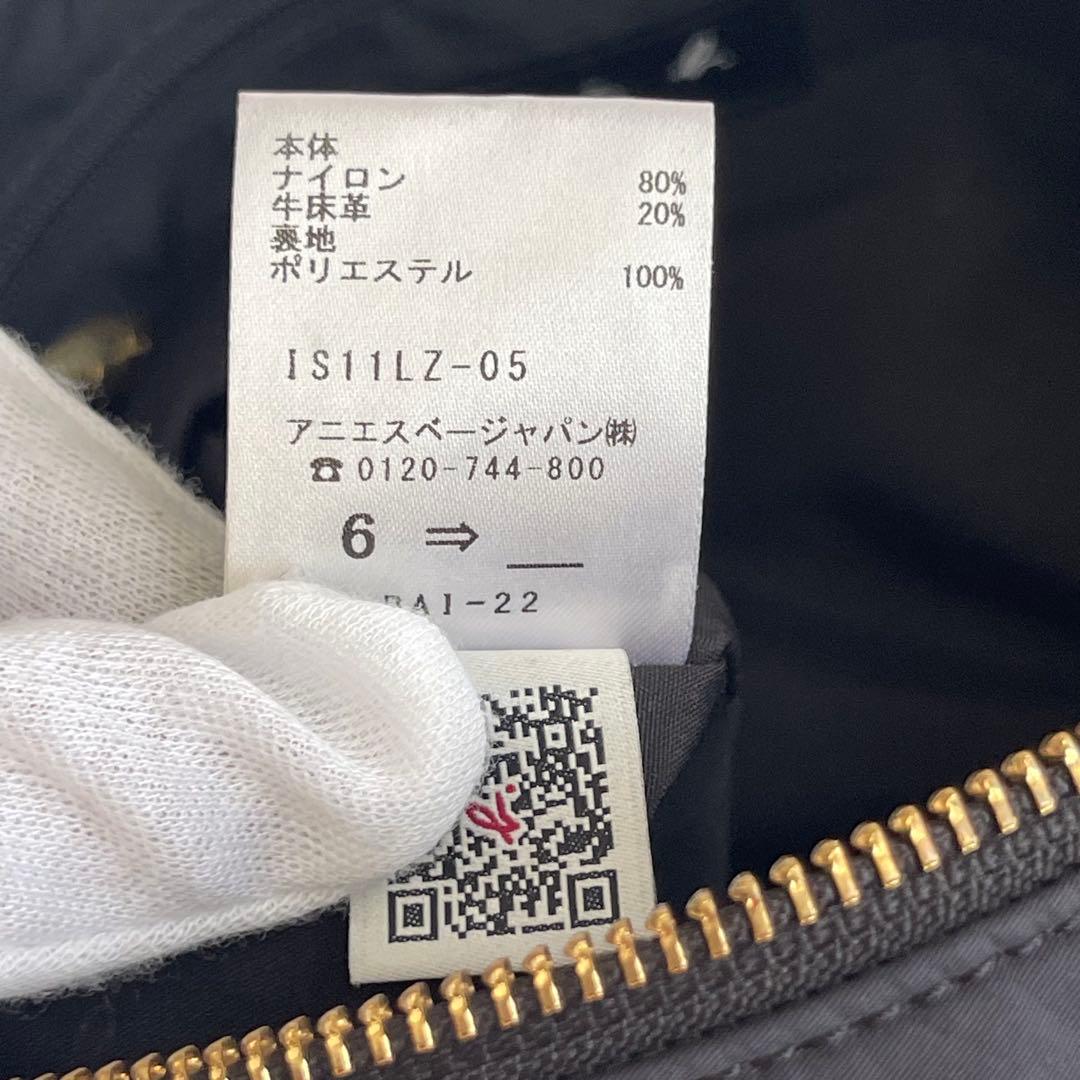 本体
ナイロン 80%
牛床革 20%
裏地
ポリエステル 100%
IS11LZ-05
アニエスベージャパン㈱
☎0120-744-800
6 ⇒ __
BAI-22
b.